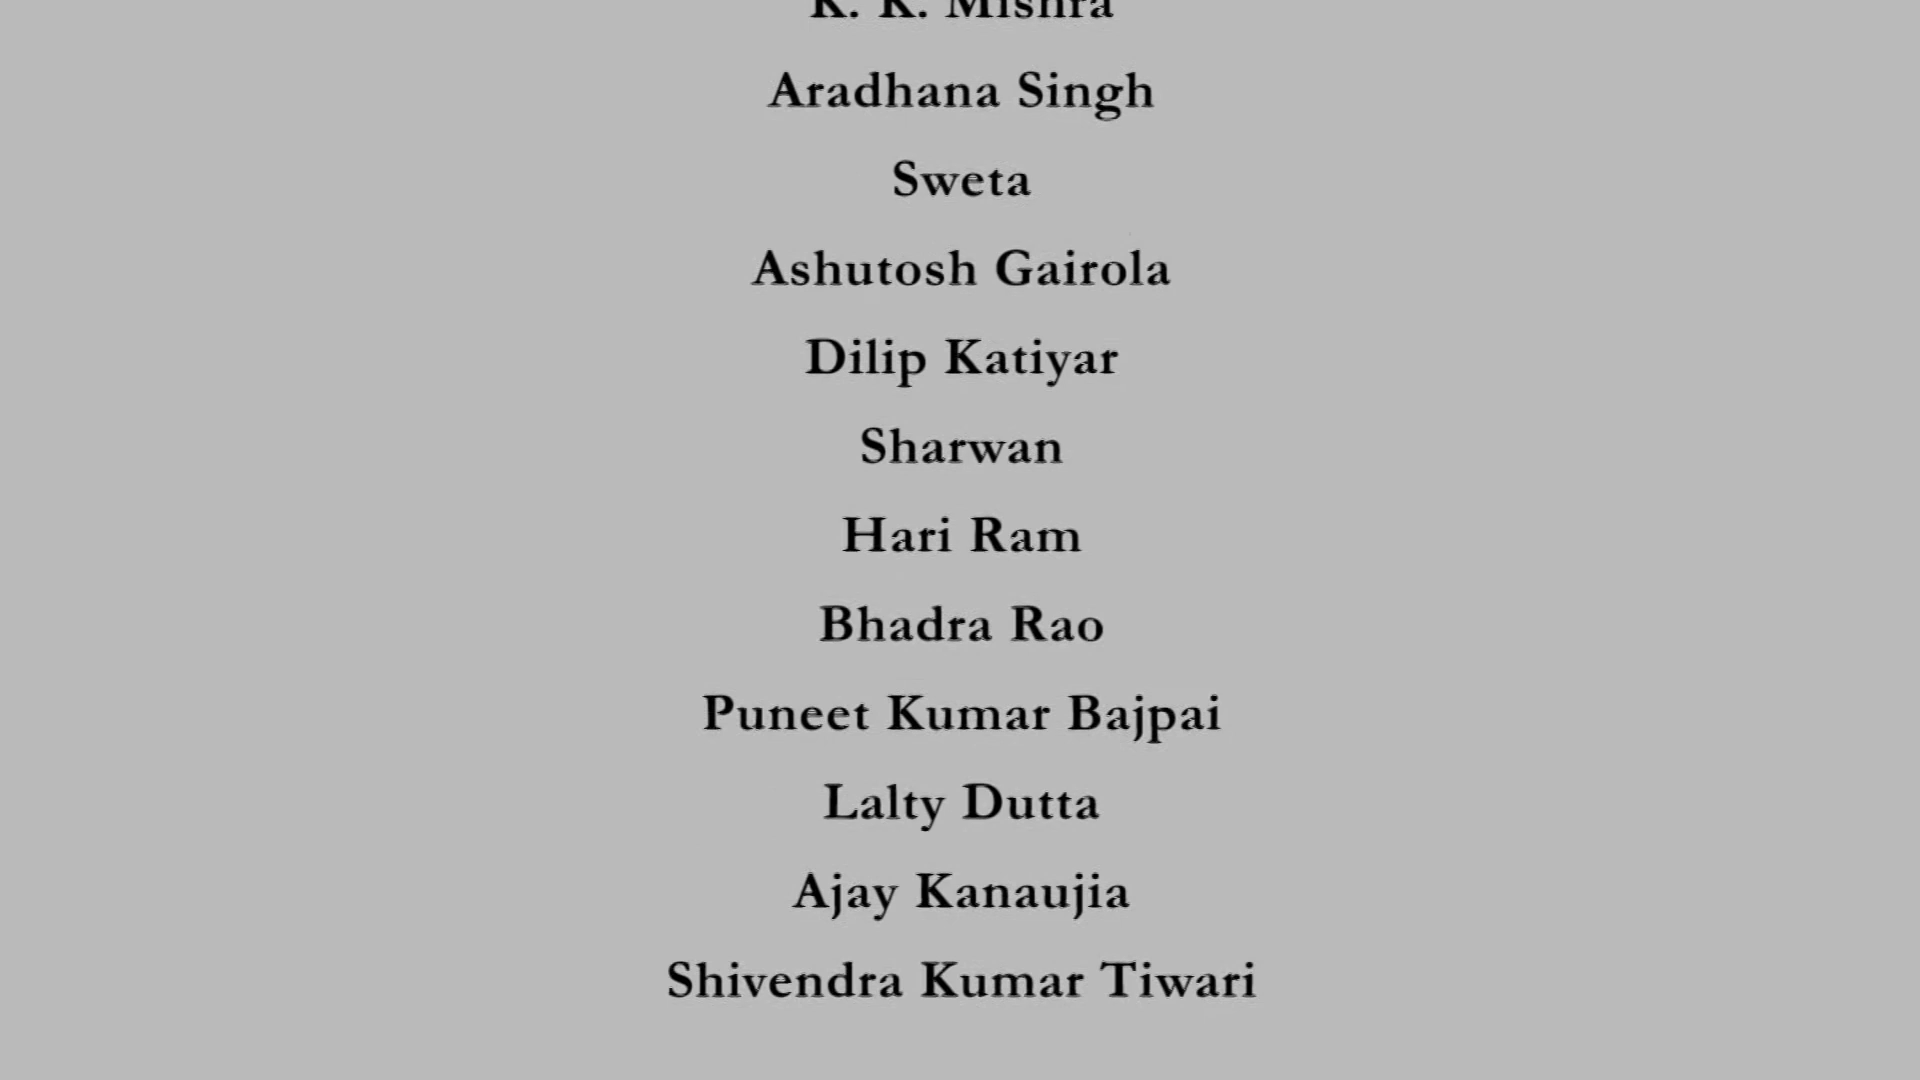 K. K. Mishra
Aradhana Singh
Sweta
Ashutosh Gairola
Dilip Katiyar
Sharwan
Hari Ram
Bhadra Rao
Puneet Kumar Bajpai
Lalty Dutta
Ajay Kanaujia
Shivendra Kumar Tiwari